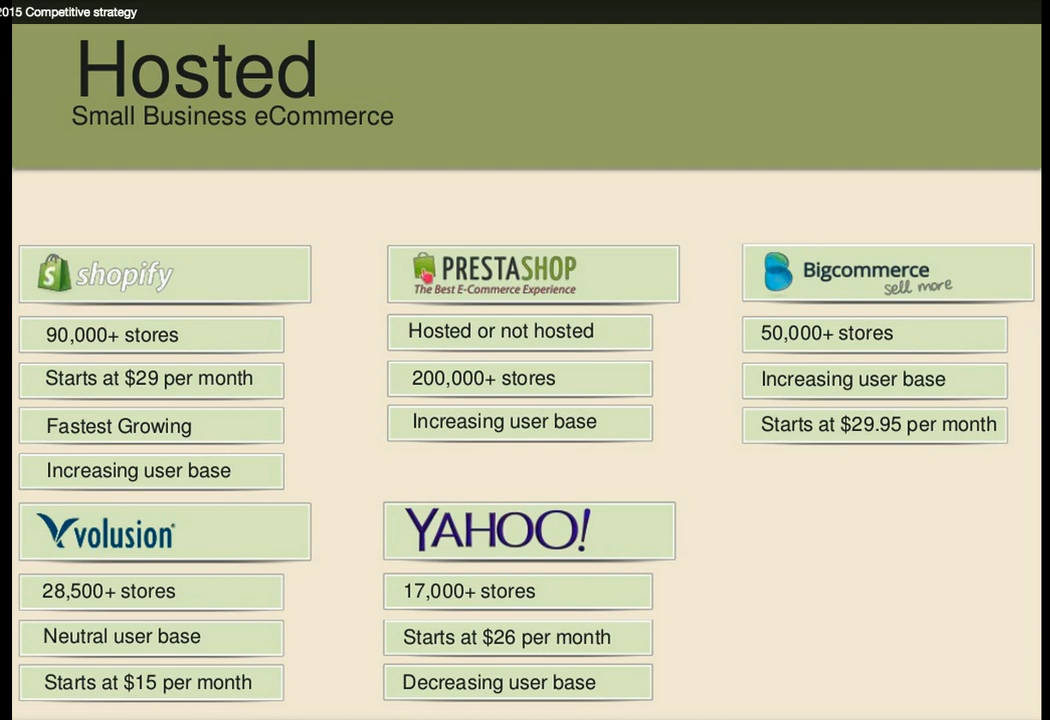 2015 Competitive strategy
Hosted
Small Business eCommerce
shopify
90,000+ stores
Starts at $29 per month
Fastest Growing
Increasing user base
PRESTASHOP
The Best E-Commerce Experience
Hosted or not hosted
200,000+ stores
Increasing user base
Bigcommerce
sell more
50,000+ stores
Increasing user base
Starts at $29.95 per month
volusion
28,500+ stores
Neutral user base
Starts at $15 per month
YAHOO!
17,000+ stores
Starts at $26 per month
Decreasing user base